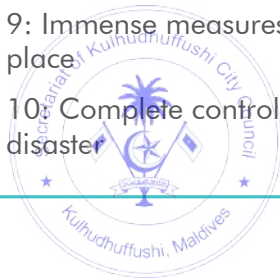 9: Immense measures
place
10: Complete control
disaster
Secretariat of Kulhudhuffushi City Council
Kulhudhuffushi, Maldives